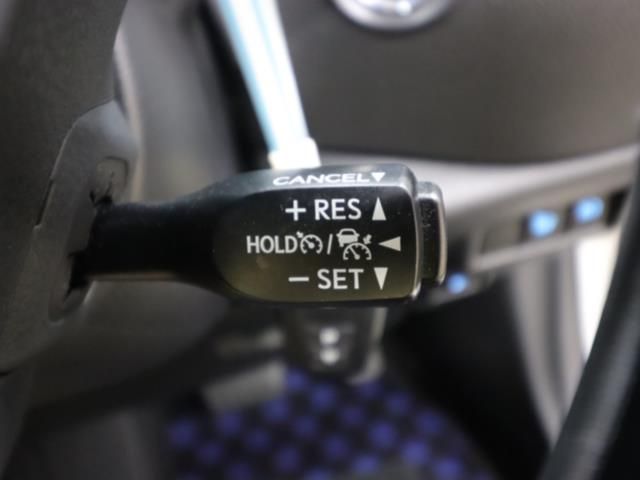 CANCEL▼
+ RES ▲
HOLD / ◄
− SET ▼